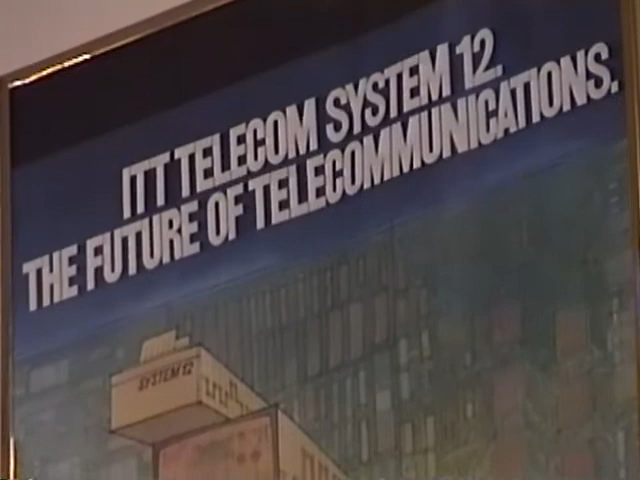 ITT TELECOM SYSTEM 12.
THE FUTURE OF TELECOMMUNICATIONS.
SYSTEM 12